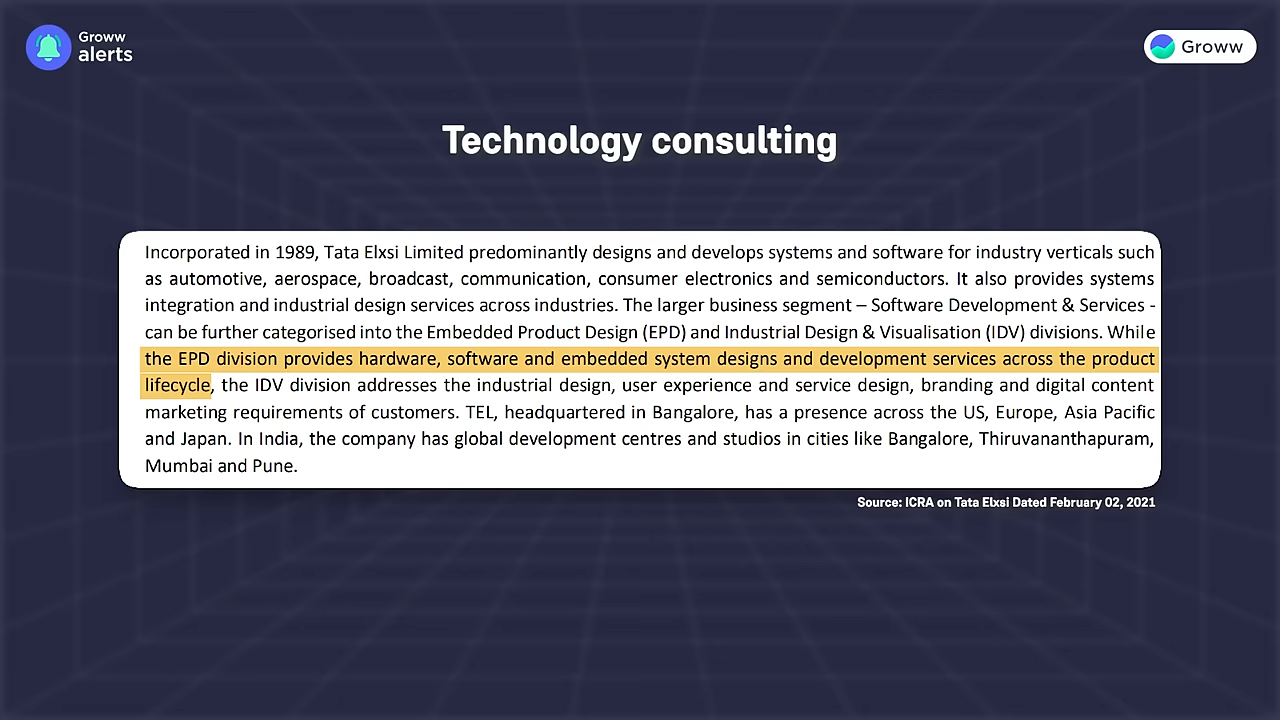 Groww
alerts
Groww
Technology consulting
Incorporated in 1989, Tata Elxsi Limited predominantly designs and develops systems and software for industry verticals such
as automotive, aerospace, broadcast, communication, consumer electronics and semiconductors. It also provides systems
integration and industrial design services across industries. The larger business segment – Software Development & Services -
can be further categorised into the Embedded Product Design (EPD) and Industrial Design & Visualisation (IDV) divisions. While
the EPD division provides hardware, software and embedded system designs and development services across the product
lifecycle, the IDV division addresses the industrial design, user experience and service design, branding and digital content
marketing requirements of customers. TEL, headquartered in Bangalore, has a presence across the US, Europe, Asia Pacific
and Japan. In India, the company has global development centres and studios in cities like Bangalore, Thiruvananthapuram,
Mumbai and Pune.
Source: ICRA on Tata Elxsi Dated February 02, 2021